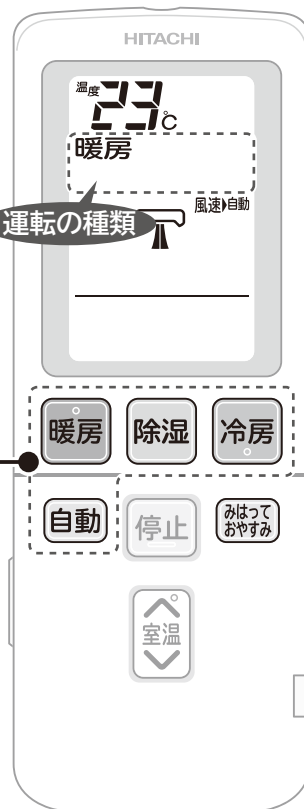 HITACHI
温度 23℃
暖房
運転の種類
風速 自動
暖房 除湿 冷房
自動 停止 みはって
おやすみ
室温